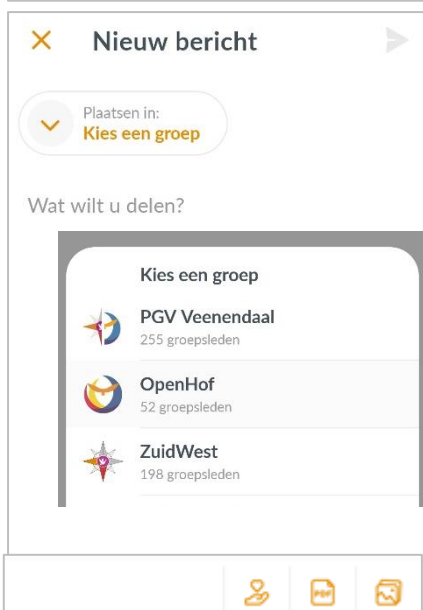 Nieuw bericht
Plaatsen in:
Kies een groep
Wat wilt u delen?
Kies een groep
PGV Veenendaal
255 groepsleden
OpenHof
52 groepsleden
ZuidWest
198 groepsleden
PDF